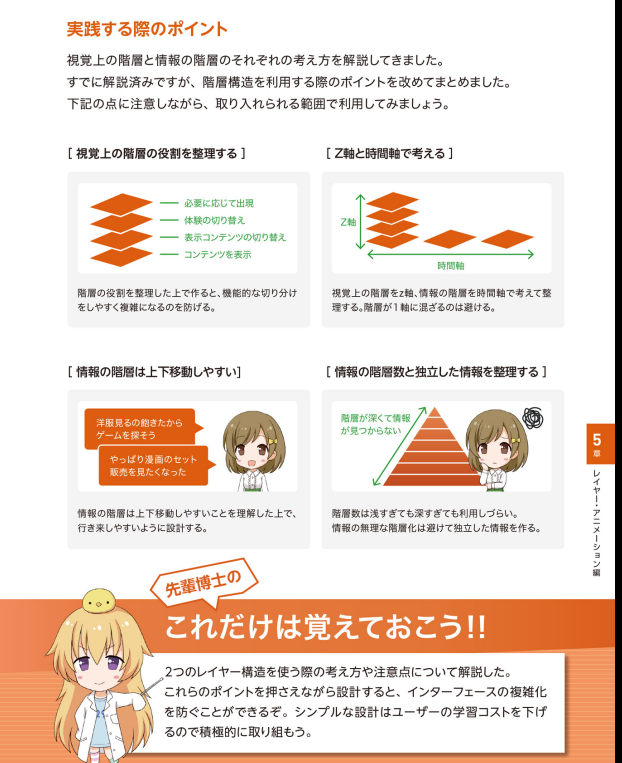 実践する際のポイント
視覚上の階層と情報の階層のそれぞれの考え方を解説してきました。
すでに解説済みですが、階層構造を利用する際のポイントを改めてまとめました。
下記の点に注意しながら、取り入れられる範囲で利用してみましょう。
[ 視覚上の階層の役割を整理する ]
必要に応じて出現
体験の切り替え
表示コンテンツの切り替え
コンテンツを表示
階層の役割を整理した上で作ると、機能的な切り分け
をしやすく複雑になるのを防げる。
[ Z軸と時間軸で考える ]
Z軸
時間軸
視覚上の階層をz軸、情報の階層を時間軸で考えて整
理する。階層が1軸に混ざるのは避ける。
[ 情報の階層は上下移動しやすい]
洋服見るの飽きたから
ゲームを探そう
やっぱり漫画のセット
販売を見たくなった
情報の階層は上下移動しやすいことを理解した上で、
行き来しやすいように設計する。
[ 情報の階層数と独立した情報を整理する ]
階層が深くて情報
が見つからない
階層数は浅すぎても深すぎても利用しづらい。
情報の無理な階層化は避けて独立した情報を作る。
5
章
レイヤー・アニメーション編
先輩博士の
これだけは覚えておこう!!
2つのレイヤー構造を使う際の考え方や注意点について解説した。
これらのポイントを押さえながら設計すると、インターフェースの複雑化
を防ぐことができるぞ。シンプルな設計はユーザーの学習コストを下げ
るので積極的に取り組もう。